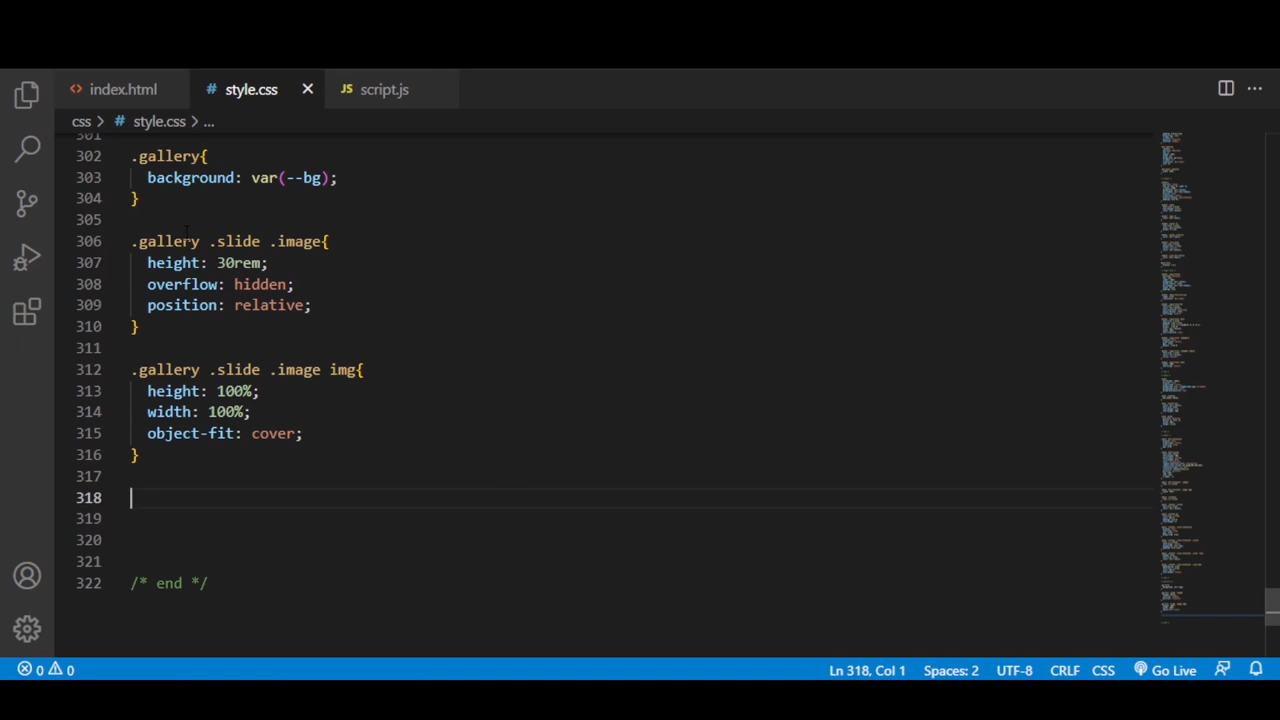 index.html
# style.css
JS script.js
css > # style.css > ...
301
302 .gallery{
303 background: var(--bg);
304 }
305
306 .gallery .slide .image{
307 height: 30rem;
308 overflow: hidden;
309 position: relative;
310 }
311
312 .gallery .slide .image img{
313 height: 100%;
314 width: 100%;
315 object-fit: cover;
316 }
317
318
319
320
321
322 /* end */
0 0
Ln 318, Col 1
Spaces: 2
UTF-8
CRLF
CSS
Go Live